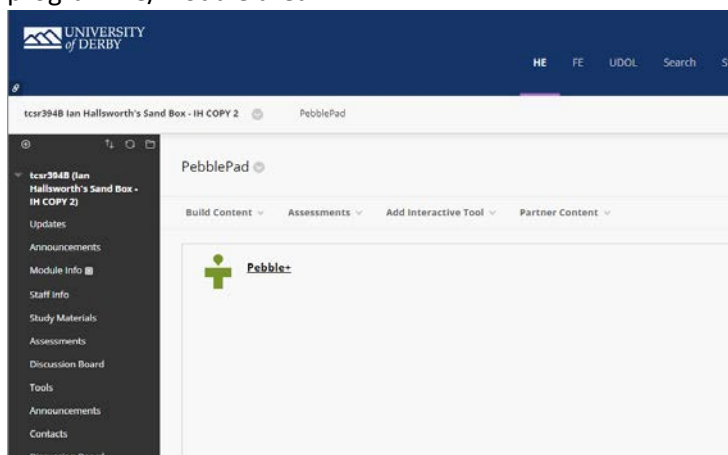 UNIVERSITY
of DERBY
HE FE UDOL Search
tcsr394B Ian Hallsworth's Sand Box - IH COPY 2 PebblePad
tcsr394B (Ian
Hallsworth's Sand Box -
IH COPY 2)
Updates
Announcements
Module Info
Staff Info
Study Materials
Assessments
Discussion Board
Tools
Announcements
Contacts
PebblePad
Build Content Assessments Add Interactive Tool Partner Content
Pebble+